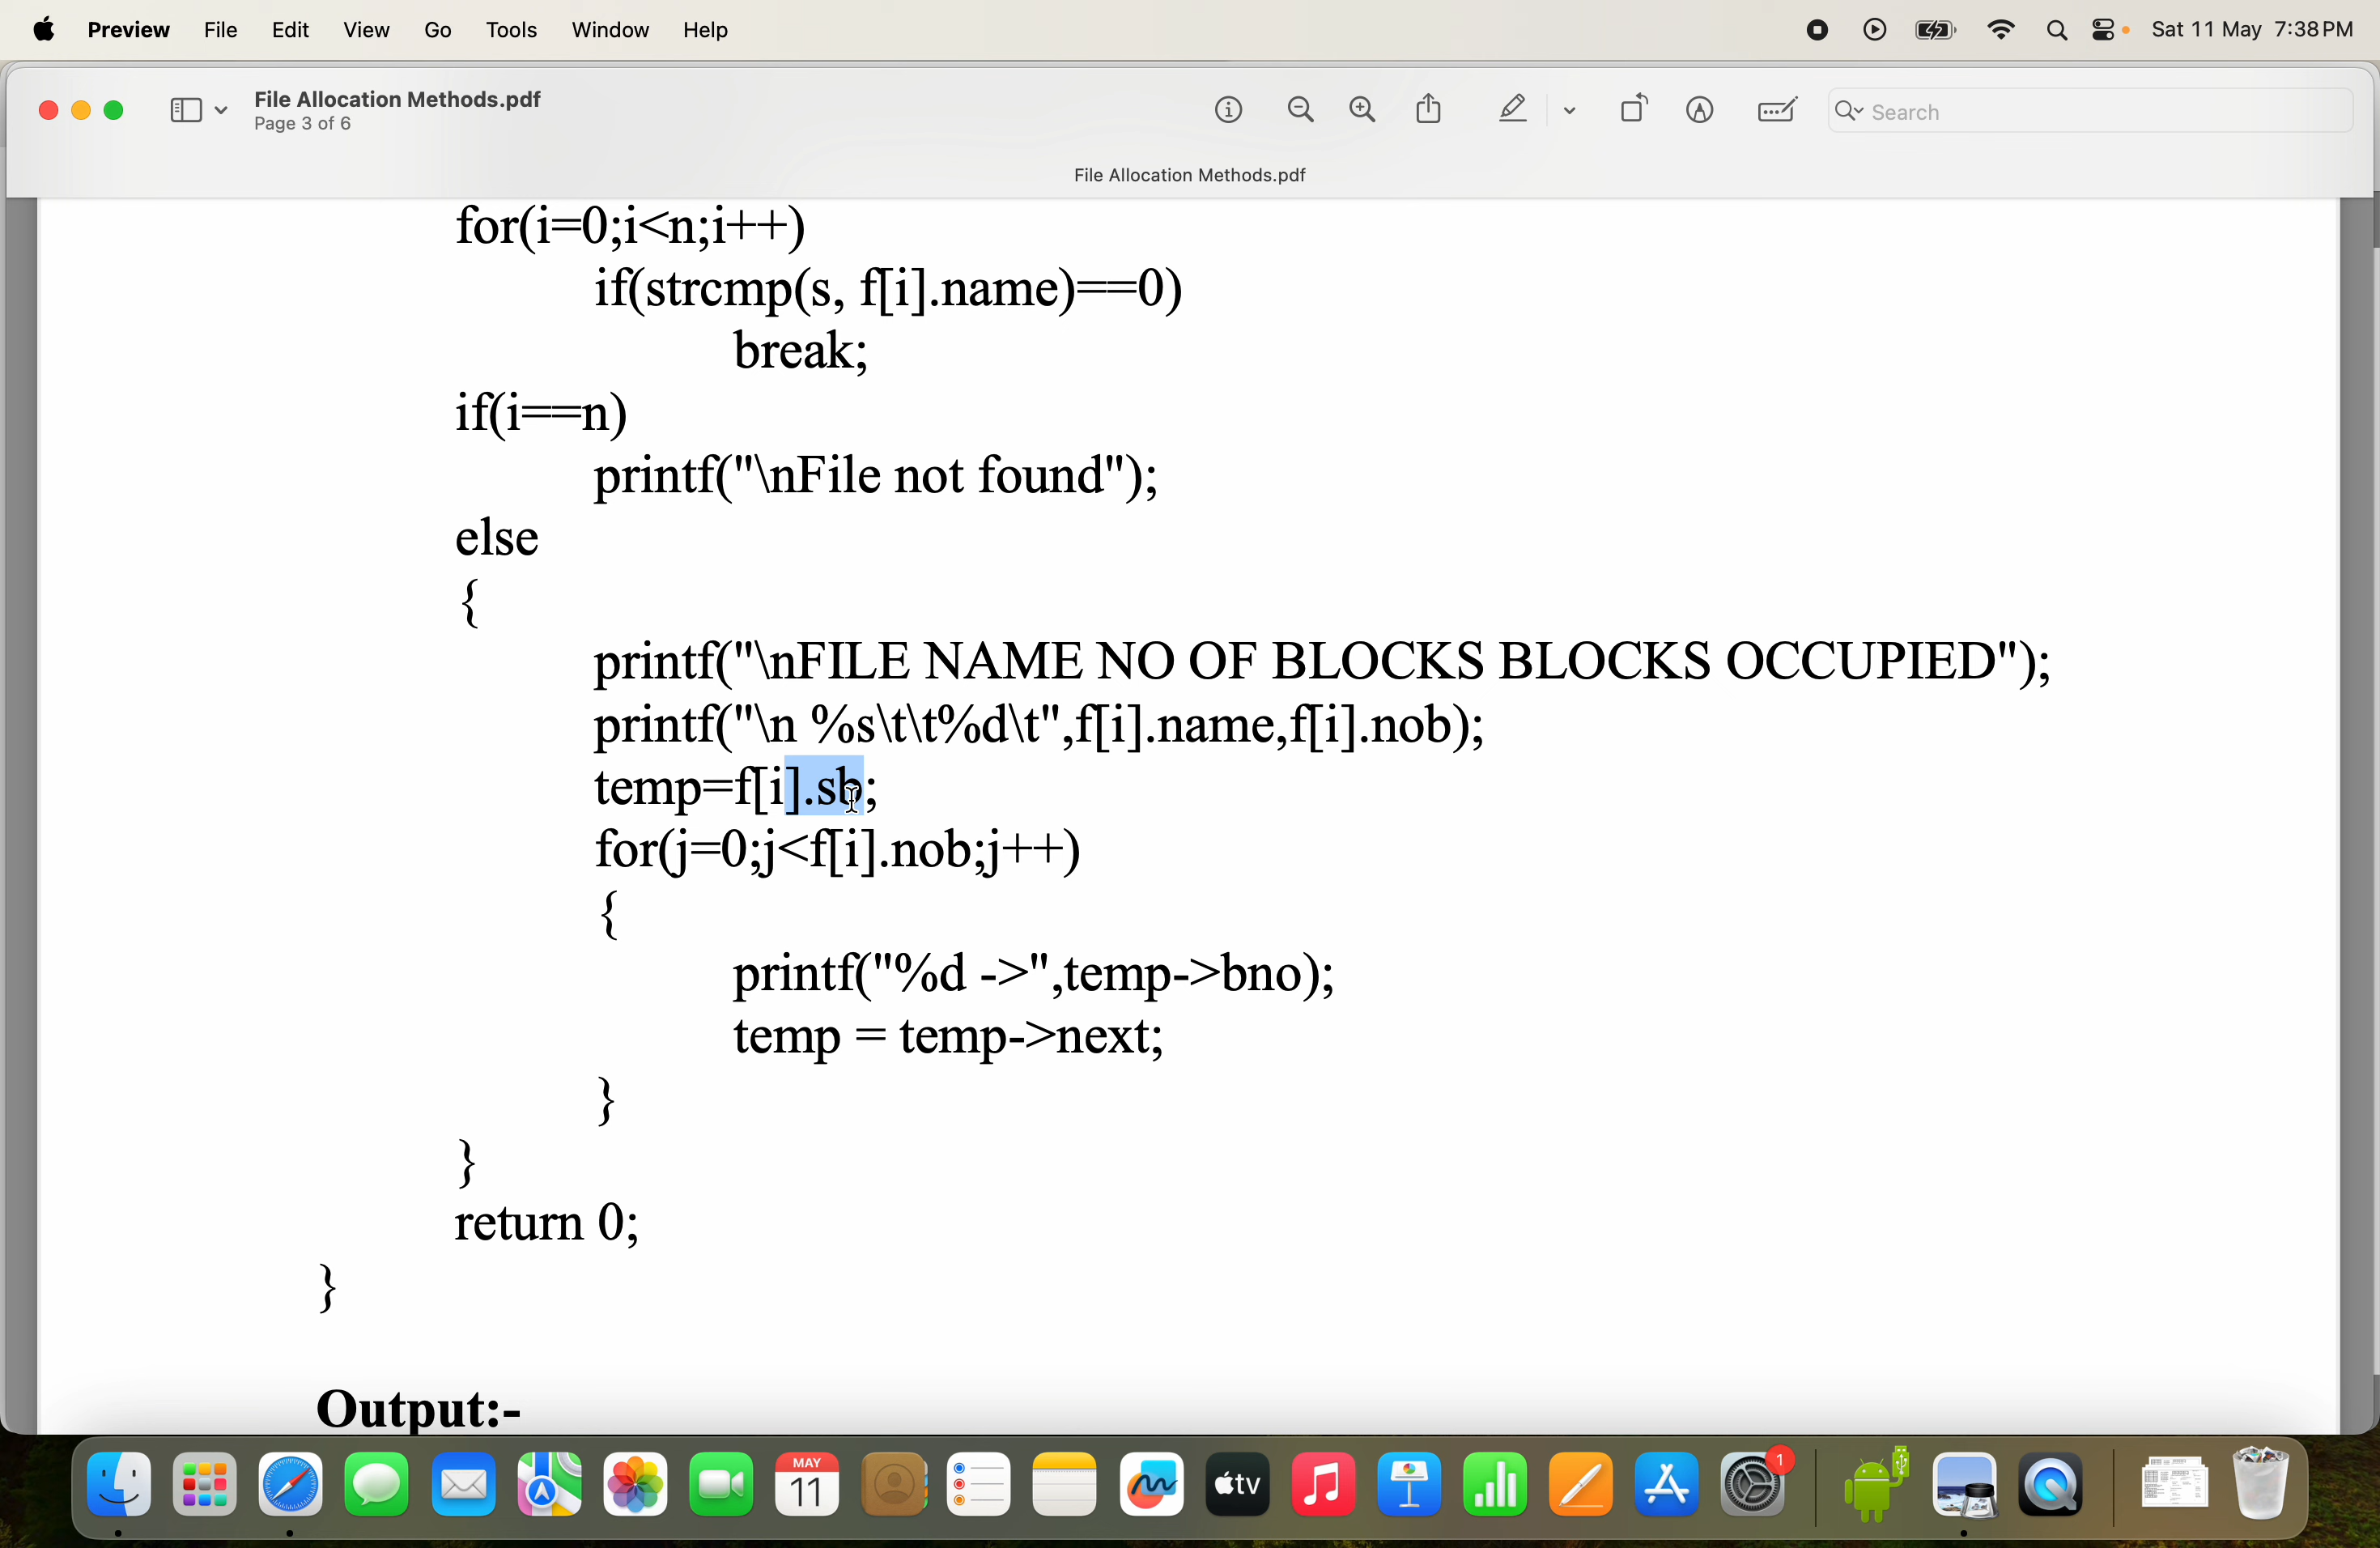 Preview File Edit View Go Tools Window Help Sat 11 May 7:38 PM
File Allocation Methods.pdf
Page 3 of 6
Search
File Allocation Methods.pdf
for(i=0;i<n;i++)
if(strcmp(s, f[i].name)==0)
break;
if(i==n)
printf("\nFile not found");
else
{
printf("\nFILE NAME NO OF BLOCKS BLOCKS OCCUPIED");
printf("\n %s\t\t%d\t",f[i].name,f[i].nob);
temp=f[i].sb;
for(j=0;j<f[i].nob;j++)
{
printf("%d ->",temp->bno);
temp = temp->next;
}
}
return 0;
}
Output:-
MAY
11
tv
1